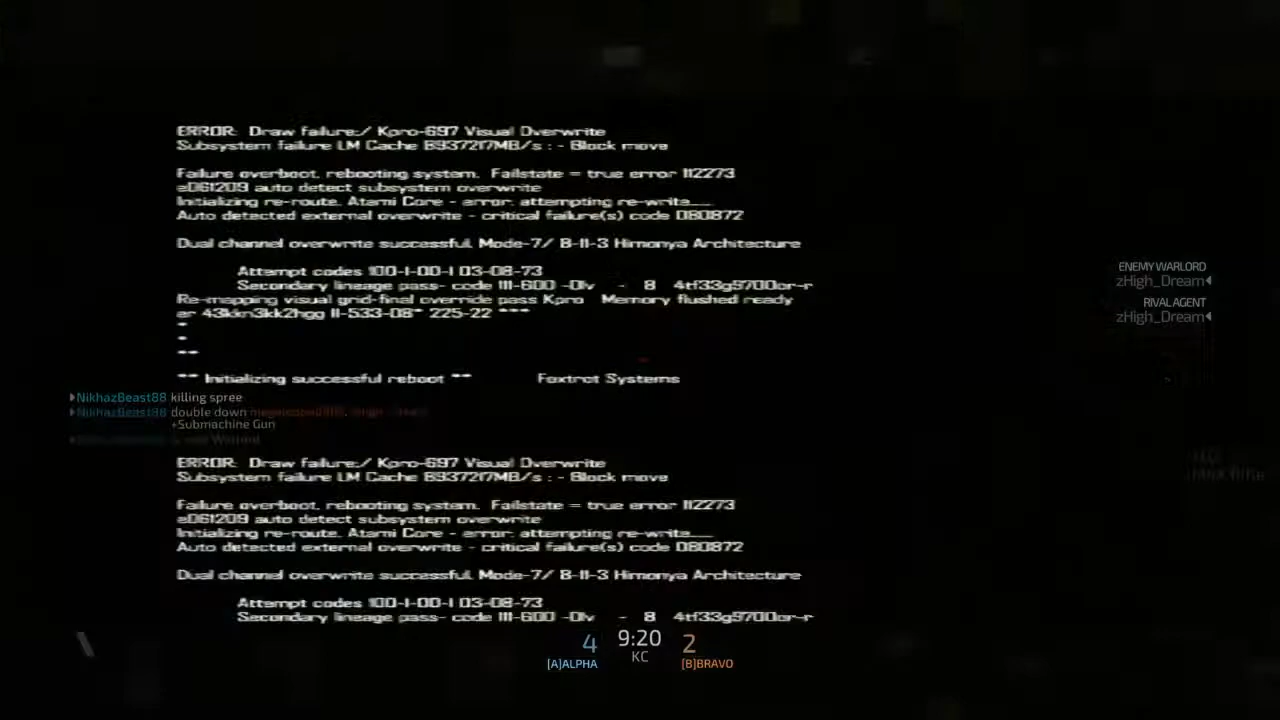 ERROR: Draw failure:/ Kpro-697 Visual Overwrite
Subsystem failure LM Cache 8937217MB/s : - Block move
Failure overboot, rebooting system. Failstate = true error 112273
e061209 auto detect subsystem overwrite
Initializing re-route, Atami Core - error: attempting re-write....
Auto detected external overwrite - critical failure(s) code 080872
Dual channel overwrite successful. Mode-7/ 8-11-3 Himonya Architecture
Attempt codes 100-1-00-1 03-08-73
Secondary lineage pass- code 111-600 -01v - 8 4tf33g9700or-r
Re-mapping visual grid-final override pass Kpro Memory flushed ready
er 43kkn3kk2hgg 11-533-08* 225-22 ***
*
**
** Initializing successful reboot ** Foxtrot Systems
ENEMY WARLORD
zHigh_Dream
RIVAL AGENT
zHigh_Dream
NikhazBeast88 killing spree
NikhazBeast88 double down
+Submachine Gun
ERROR: Draw failure:/ Kpro-697 Visual Overwrite
Subsystem failure LM Cache 8937217MB/s : - Block move
Failure overboot, rebooting system. Failstate = true error 112273
e061209 auto detect subsystem overwrite
Initializing re-route, Atami Core - error: attempting re-write....
Auto detected external overwrite - critical failure(s) code 080872
Dual channel overwrite successful. Mode-7/ 8-11-3 Himonya Architecture
Attempt codes 100-1-00-1 03-08-73
Secondary lineage pass- code 111-600 -01v - 8 4tf33g9700or-r
4 9:20 2
[A]ALPHA KC [B]BRAVO